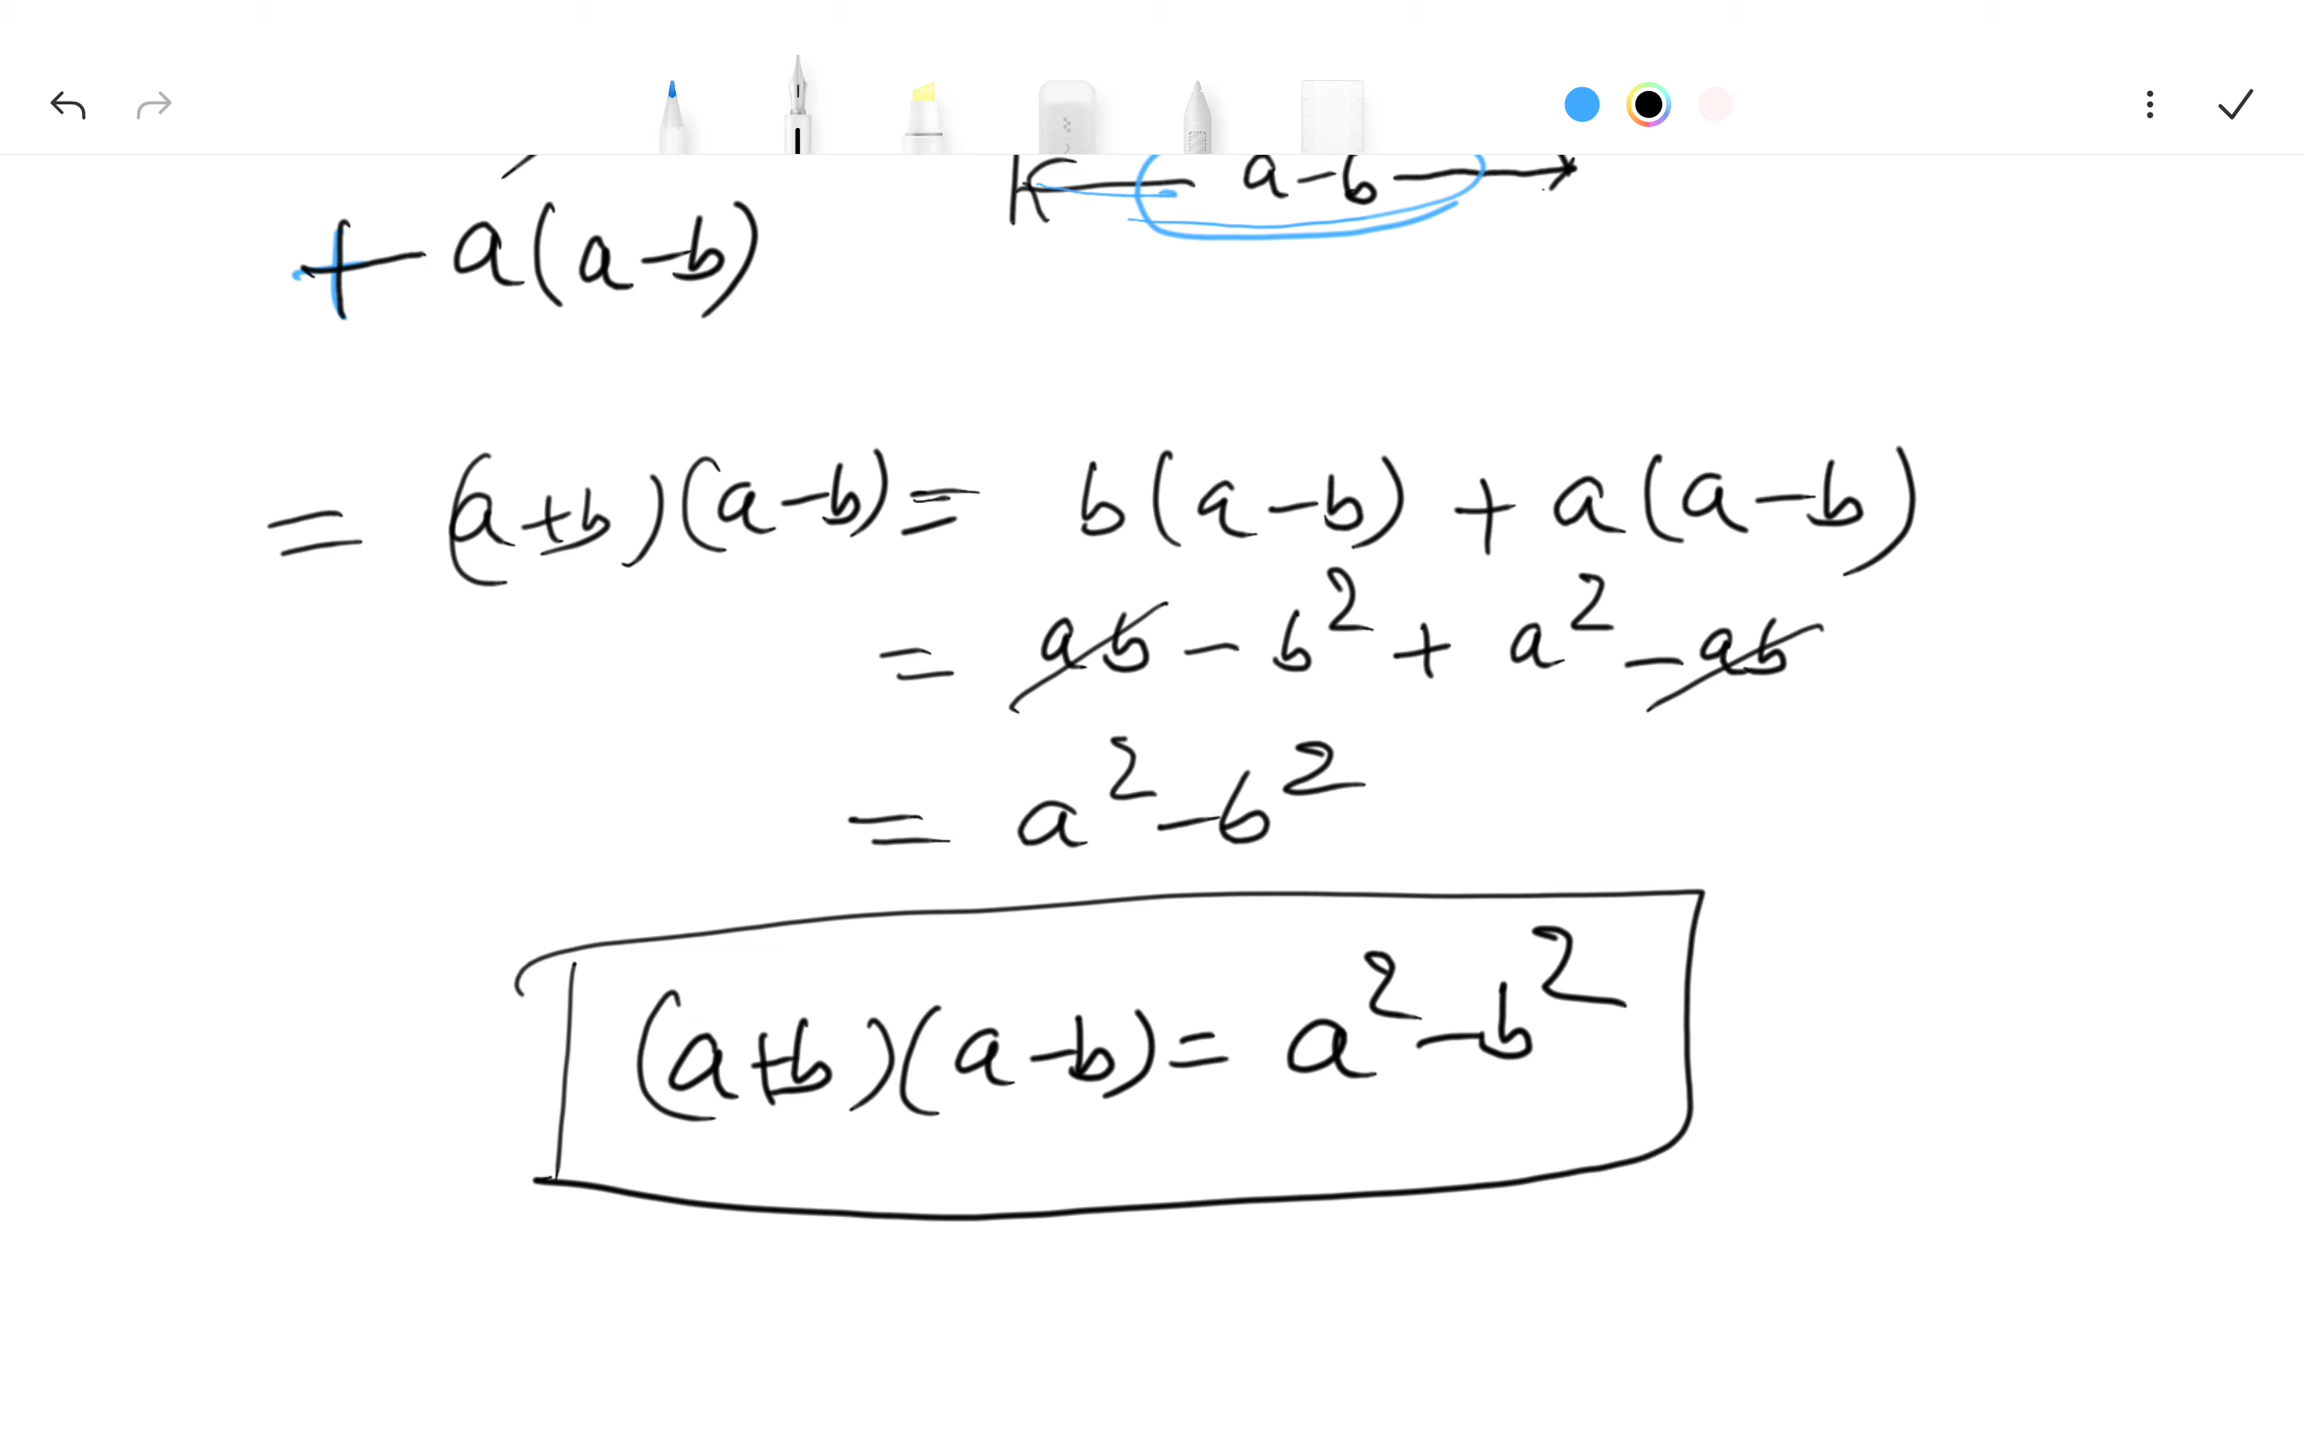 a-b
+ a(a-b)
= (a+b)(a-b) = b(a-b) + a(a-b)
= ab - b² + a² - ab
= a² - b²
(a+b)(a-b) = a² - b²